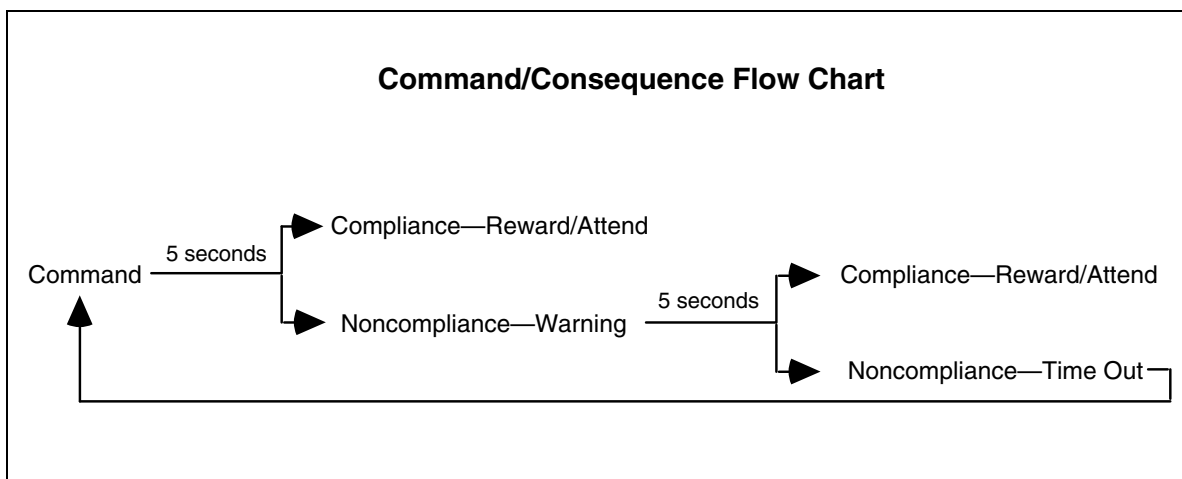 Command/Consequence Flow Chart
Compliance—Reward/Attend
5 seconds
Command
Compliance—Reward/Attend
5 seconds
Noncompliance—Warning
Noncompliance—Time Out